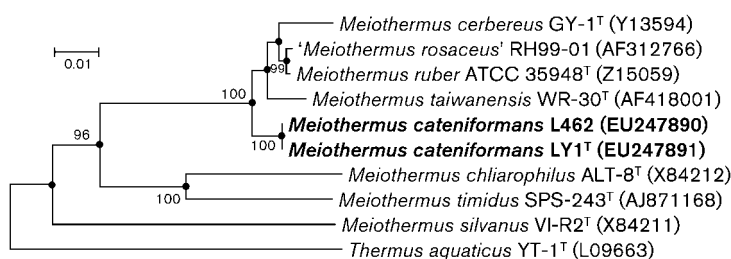 Meiothermus cerbereus GY-1ᵀ (Y13594)
'Meiothermus rosaceus' RH99-01 (AF312766)
0.01
99
Meiothermus ruber ATCC 35948ᵀ (Z15059)
100
Meiothermus taiwanensis WR-30ᵀ (AF418001)
Meiothermus cateniformans L462 (EU247890)
96
100
Meiothermus cateniformans LY1ᵀ (EU247891)
Meiothermus chliarophilus ALT-8ᵀ (X84212)
100
Meiothermus timidus SPS-243ᵀ (AJ871168)
Meiothermus silvanus VI-R2ᵀ (X84211)
Thermus aquaticus YT-1ᵀ (L09663)